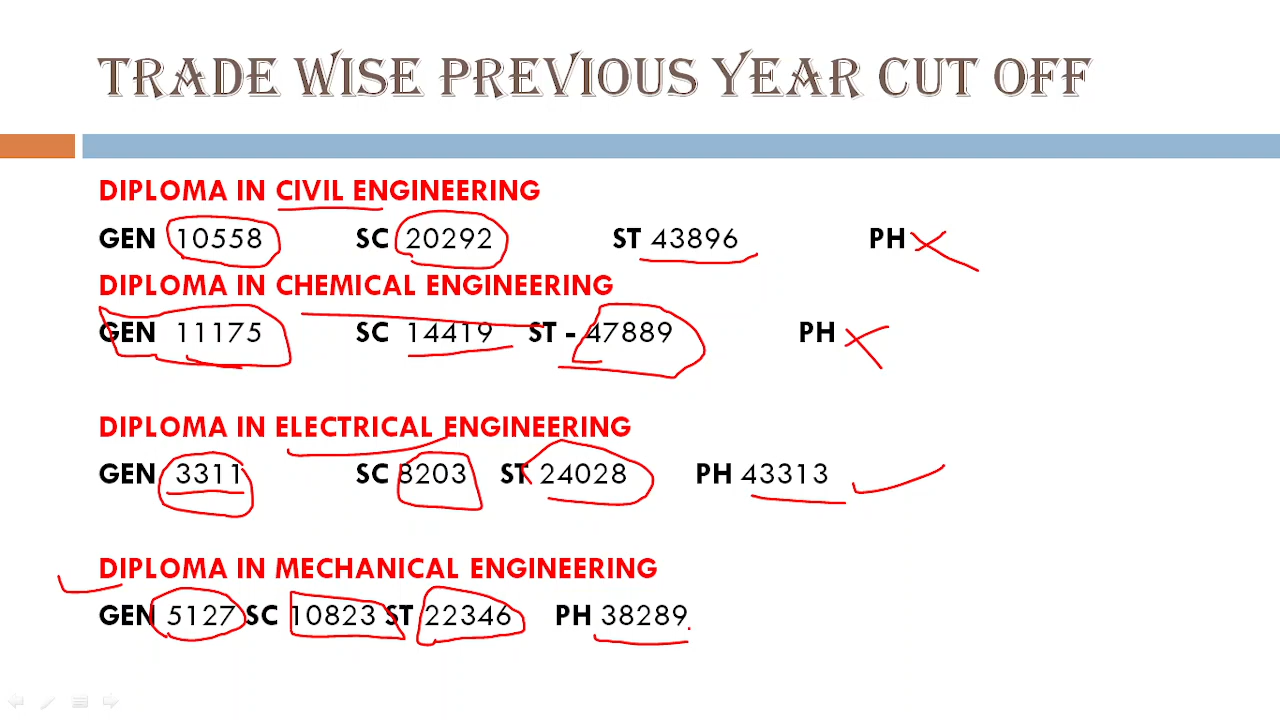 TRADE WISE PREVIOUS YEAR CUT OFF
DIPLOMA IN CIVIL ENGINEERING
GEN 10558 SC 20292 ST 43896 PH
DIPLOMA IN CHEMICAL ENGINEERING
GEN 11175 SC 14419 ST - 47889 PH
DIPLOMA IN ELECTRICAL ENGINEERING
GEN 3311 SC 8203 ST 24028 PH 43313
DIPLOMA IN MECHANICAL ENGINEERING
GEN 5127 SC 10823 ST 22346 PH 38289